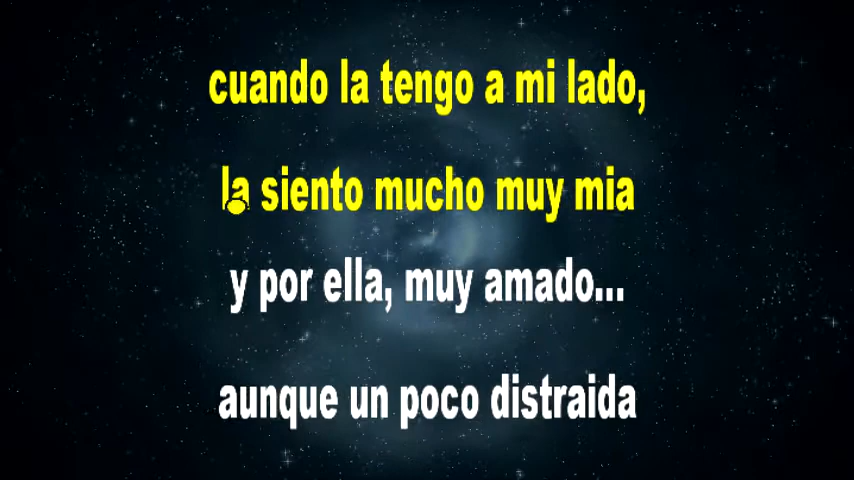 cuando la tengo a mi lado,
la siento mucho muy mia
y por ella, muy amado...
aunque un poco distraida